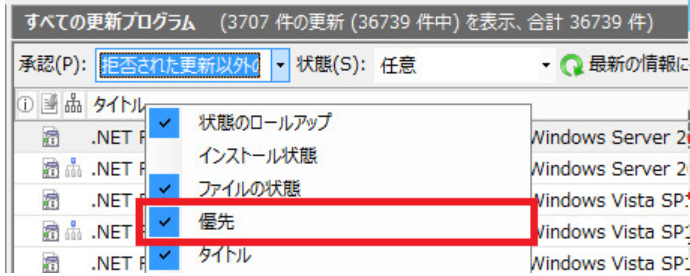 すべての更新プログラム (3707 件の更新 (36739 件中) を表示、合計 36739 件)
承認(P): 拒否された更新以外の 状態(S): 任意 最新の情報に
タイトル
状態のロールアップ
インストール状態
ファイルの状態
優先
タイトル
.NET Windows Server
.NET Windows Server
.NET Windows Vista
.NET Windows Vista
.NET Windows Vista